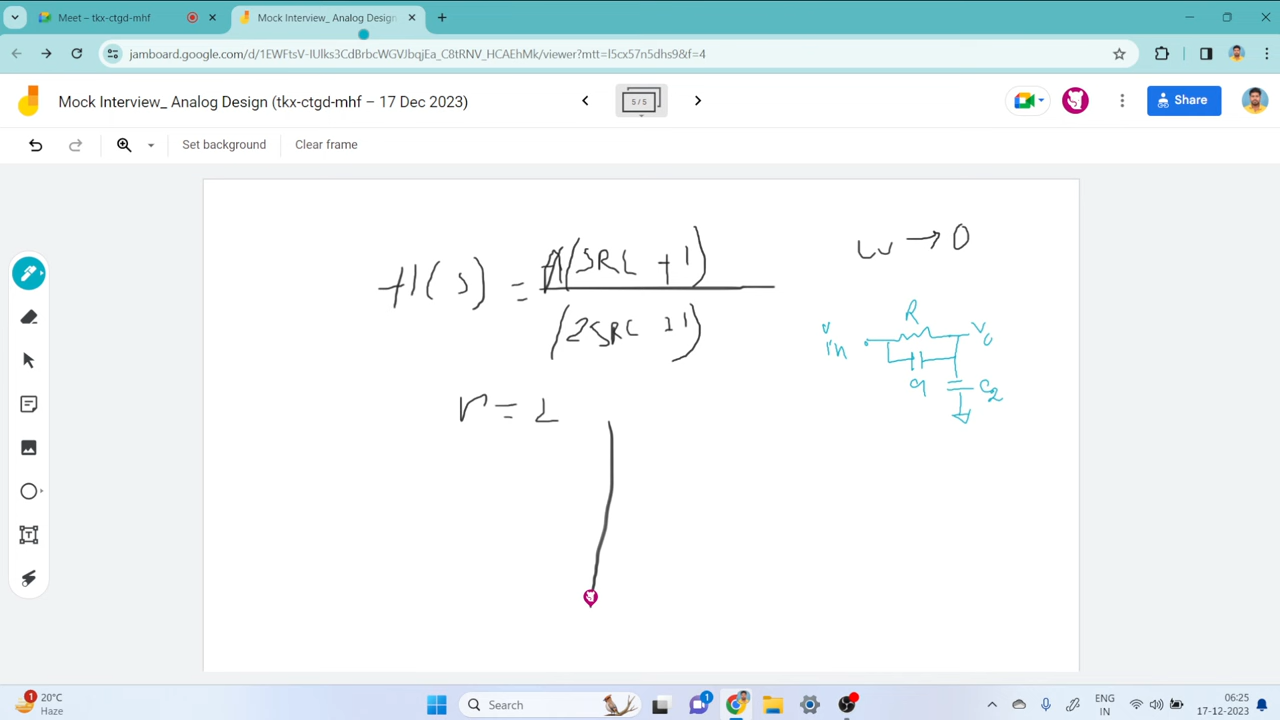 Meet – tkx-ctgd-mhf
Mock Interview_ Analog Design
jamboard.google.com/d/1EWFtsV-IUlks3CdBrbcWGVJbqjEa_C8tRNV_HCAEhMk/viewer?mtt=l5cx57n5dhs9&f=4
Mock Interview_ Analog Design (tkx-ctgd-mhf – 17 Dec 2023)
5 / 5
Share
Set background
Clear frame
H(s) = (SRC + 1)
(2SRC + 1)
w → 0
R
Vin
Vo
C1
C2
r =
1
20°C
Haze
Search
1
ENG
IN
06:25
17-12-2023